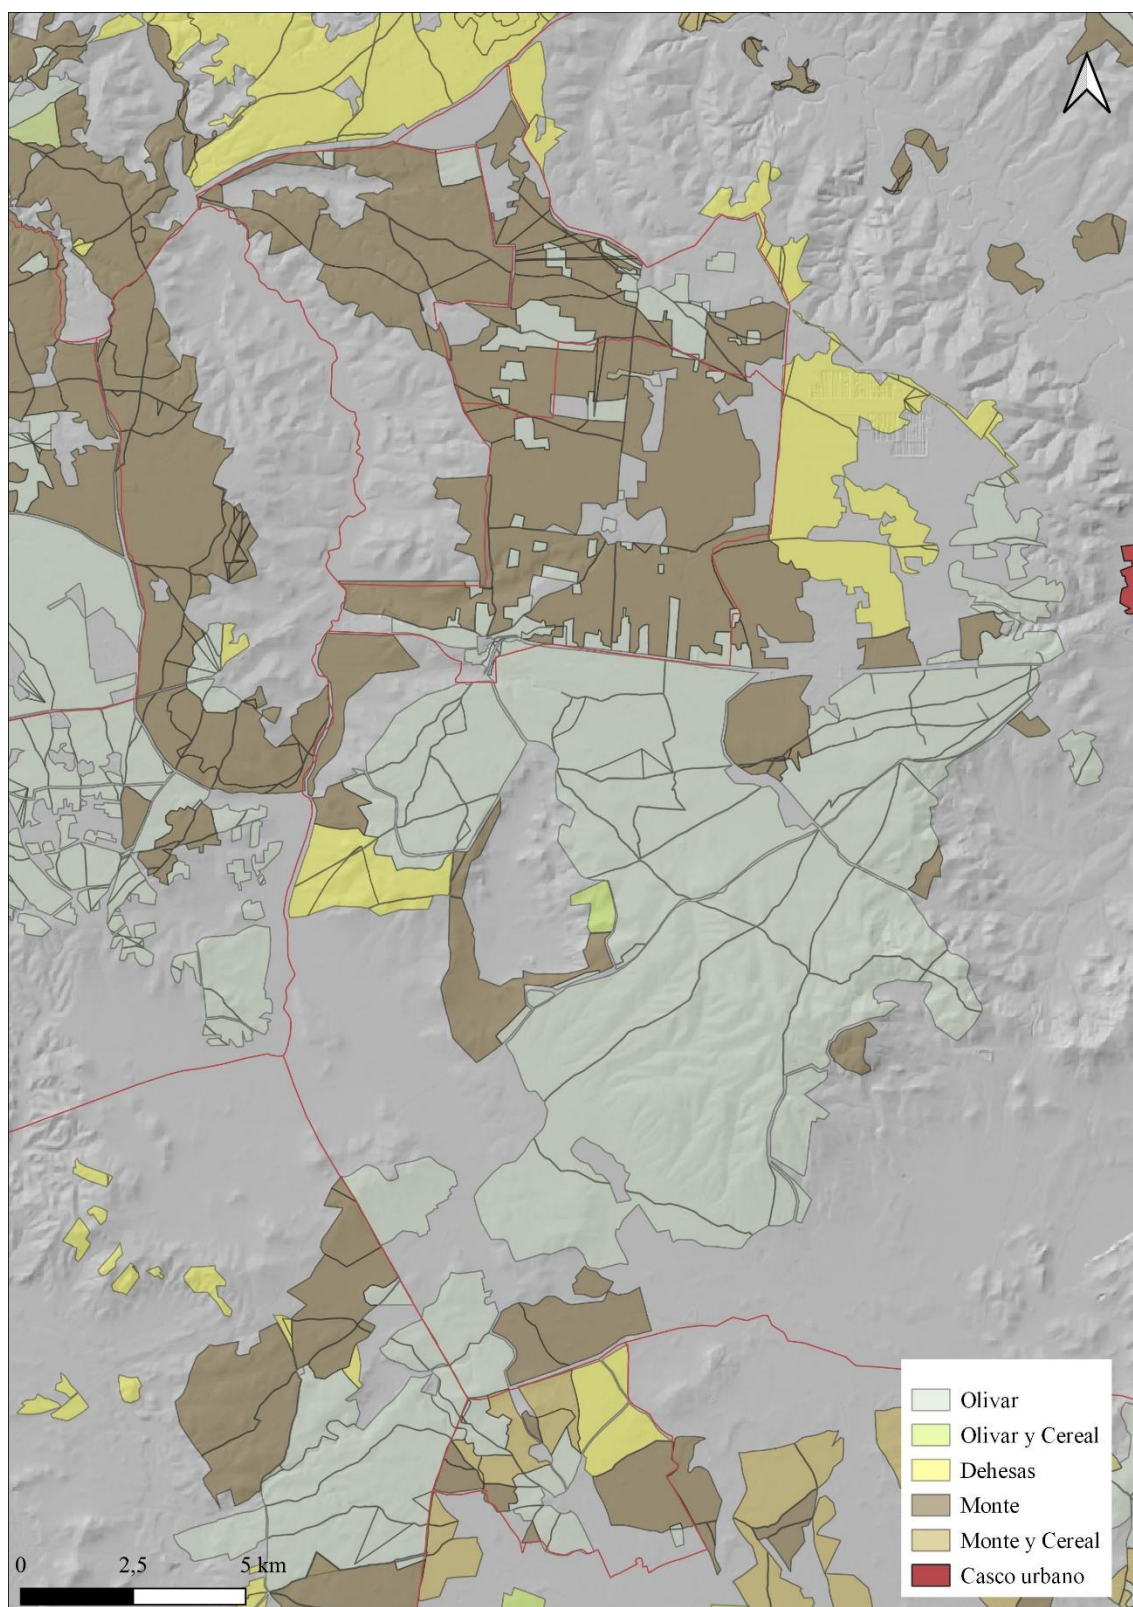 Olivar
Olivar y Cereal
Dehesas
Monte
Monte y Cereal
Casco urbano
0 2,5 5 km